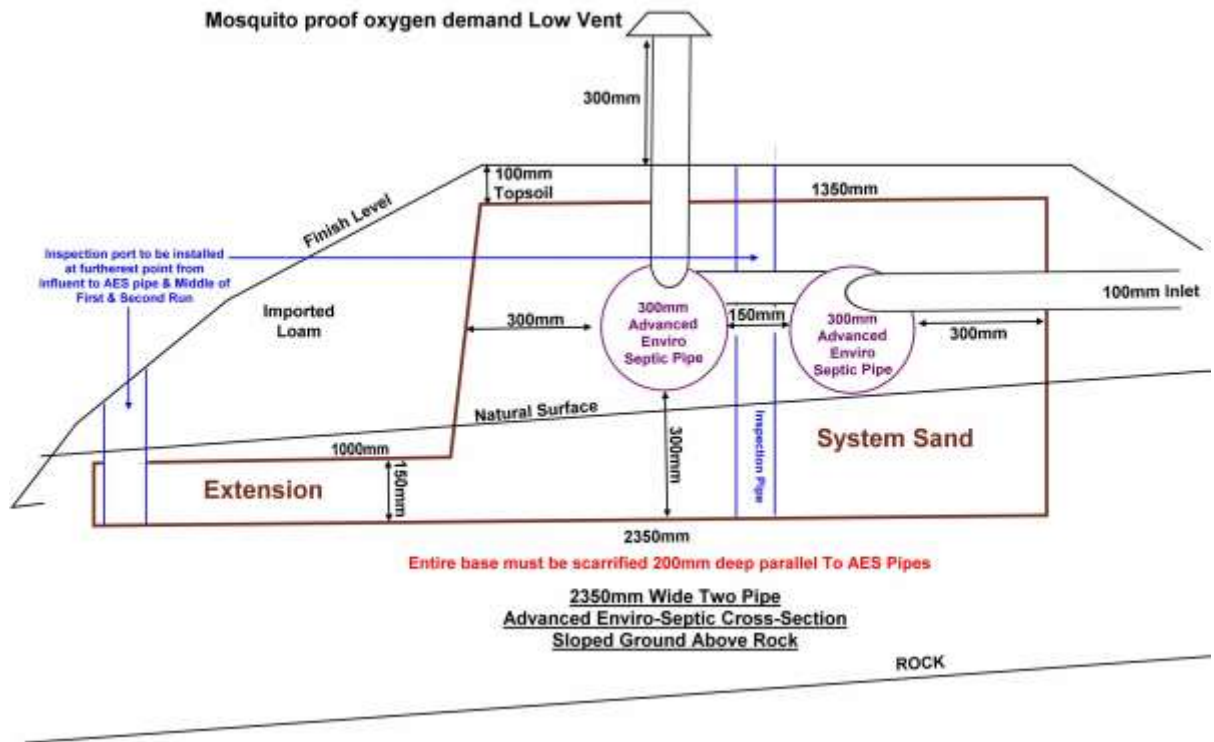 Mosquito proof oxygen demand Low Vent
300mm
100mm
Topsoil
1350mm
Finish Level
Inspection port to be installed
at furtherest point from
influent to AES pipe & Middle of
First & Second Run
Imported
Loam
300mm
300mm
Advanced
Enviro
Septic Pipe
150mm
300mm
Advanced
Enviro
Septic Pipe
100mm Inlet
300mm
Natural Surface
300mm
Inspection Pipe
System Sand
1000mm
150mm
Extension
2350mm
Entire base must be scarrified 200mm deep parallel To AES Pipes
2350mm Wide Two Pipe
Advanced Enviro-Septic Cross-Section
Sloped Ground Above Rock
ROCK